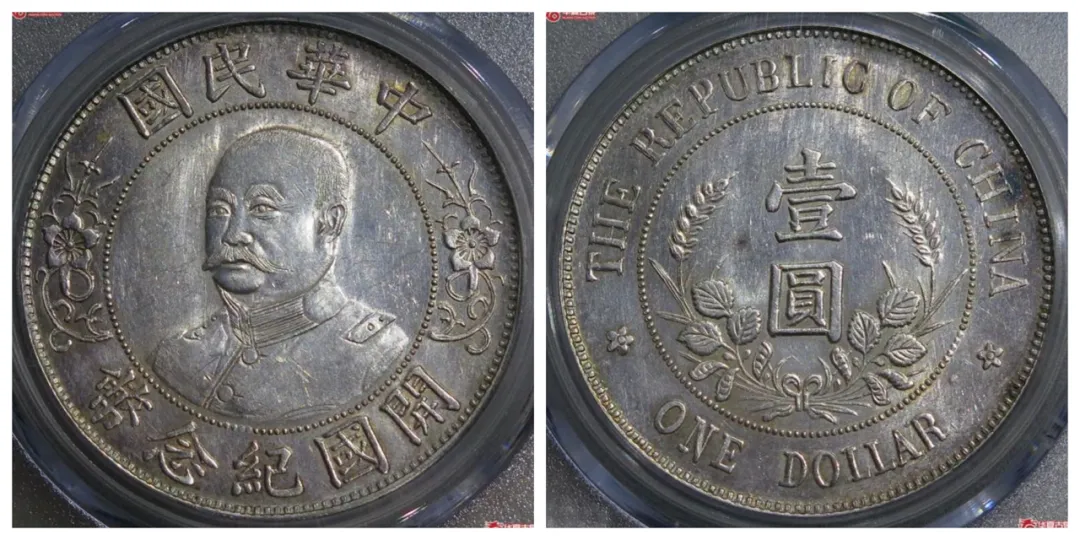 中華民國
開國紀念幣
THE REPUBLIC OF CHINA
壹
圓
ONE DOLLAR